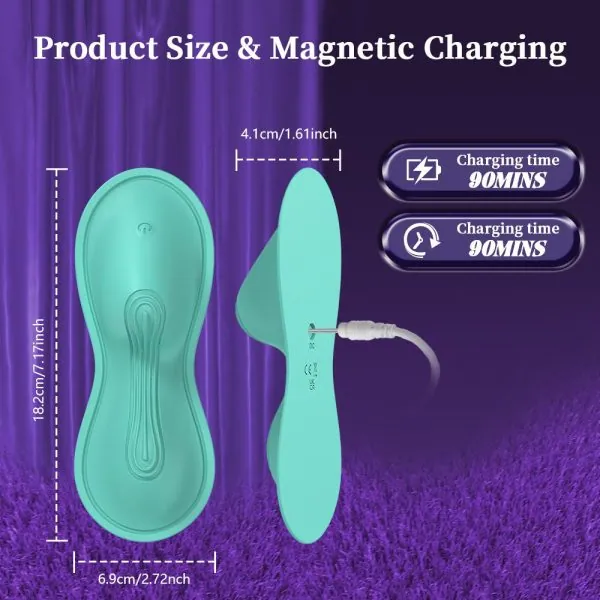 Product Size & Magnetic Charging
4.1cm/1.61inch
Charging time
90MINS
Charging time
90MINS
18.2cm/7.17inch
DC
6.9cm/2.72nch